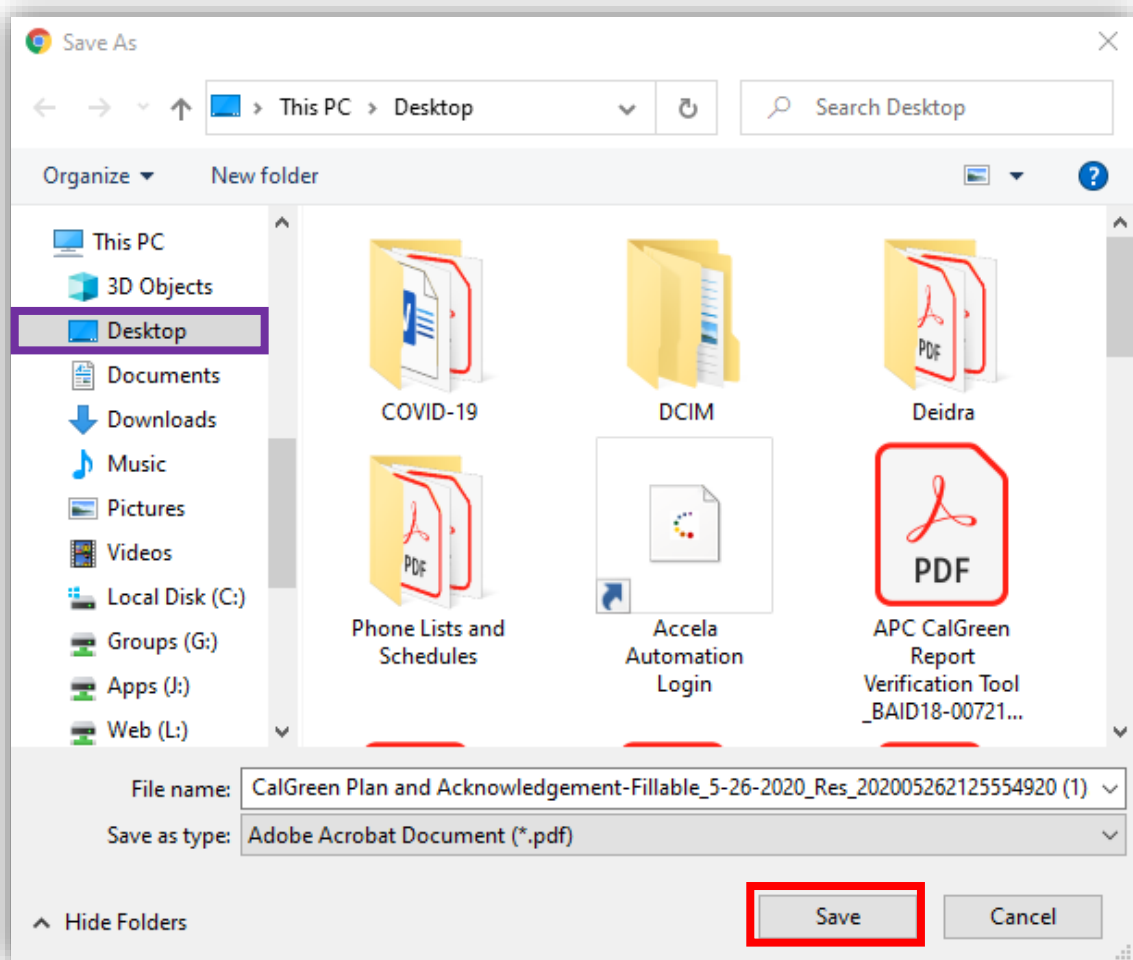 Save As
This PC > Desktop
Search Desktop
Organize
New folder
?
This PC
3D Objects
Desktop
Documents
Downloads
Music
Pictures
Videos
Local Disk (C:)
Groups (G:)
Apps (J:)
Web (L:)
COVID-19
DCIM
PDF
Deidra
PDF
Phone Lists and
Schedules
Accela
Automation
Login
PDF
APC CalGreen
Report
Verification Tool
_BAID18-00721...
File name: CalGreen Plan and Acknowledgement-Fillable_5-26-2020_Res_202005262125554920 (1)
Save as type: Adobe Acrobat Document (*.pdf)
Hide Folders
Save
Cancel